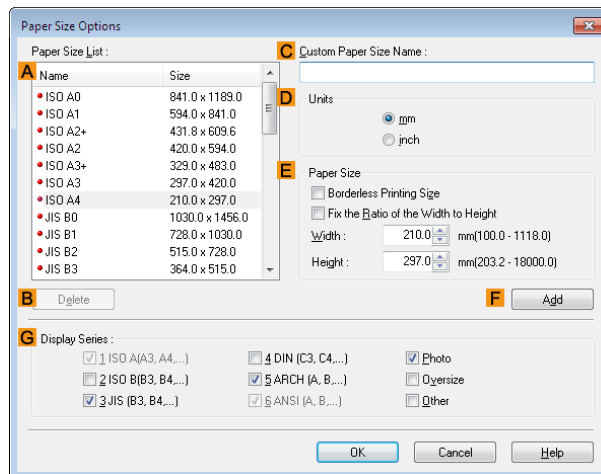 Paper Size Options
Paper Size List :
A
Name Size
ISO A0 841.0 x 1189.0
ISO A1 594.0 x 841.0
ISO A2+ 431.8 x 609.6
ISO A2 420.0 x 594.0
ISO A3+ 329.0 x 483.0
ISO A3 297.0 x 420.0
ISO A4 210.0 x 297.0
JIS B0 1030.0 x 1456.0
JIS B1 728.0 x 1030.0
JIS B2 515.0 x 728.0
JIS B3 364.0 x 515.0
B Delete
C Custom Paper Size Name :
D Units
mm
inch
E Paper Size
Borderless Printing Size
Fix the Ratio of the Width to Height
Width : 210.0 mm(100.0 - 1118.0)
Height : 297.0 mm(203.2 - 18000.0)
F Add
G Display Series :
1 ISO A(A3, A4,...) 4 DIN (C3, C4,...) Photo
2 ISO B(B3, B4,...) 5 ARCH (A, B,...) Oversize
3 JIS (B3, B4,...) 6 ANSI (A, B,...) Other
OK Cancel Help